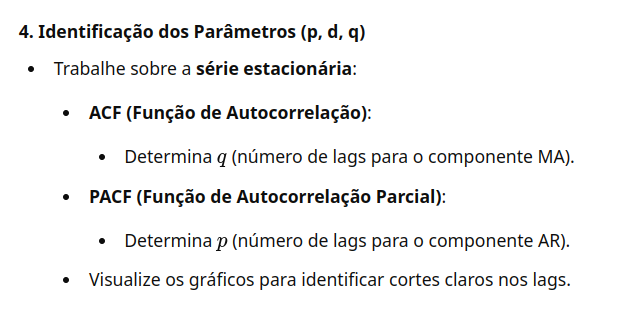 4. Identificação dos Parâmetros (p, d, q)
• Trabalhe sobre a série estacionária:
• ACF (Função de Autocorrelação):
• Determina q (número de lags para o componente MA).
• PACF (Função de Autocorrelação Parcial):
• Determina p (número de lags para o componente AR).
• Visualize os gráficos para identificar cortes claros nos lags.